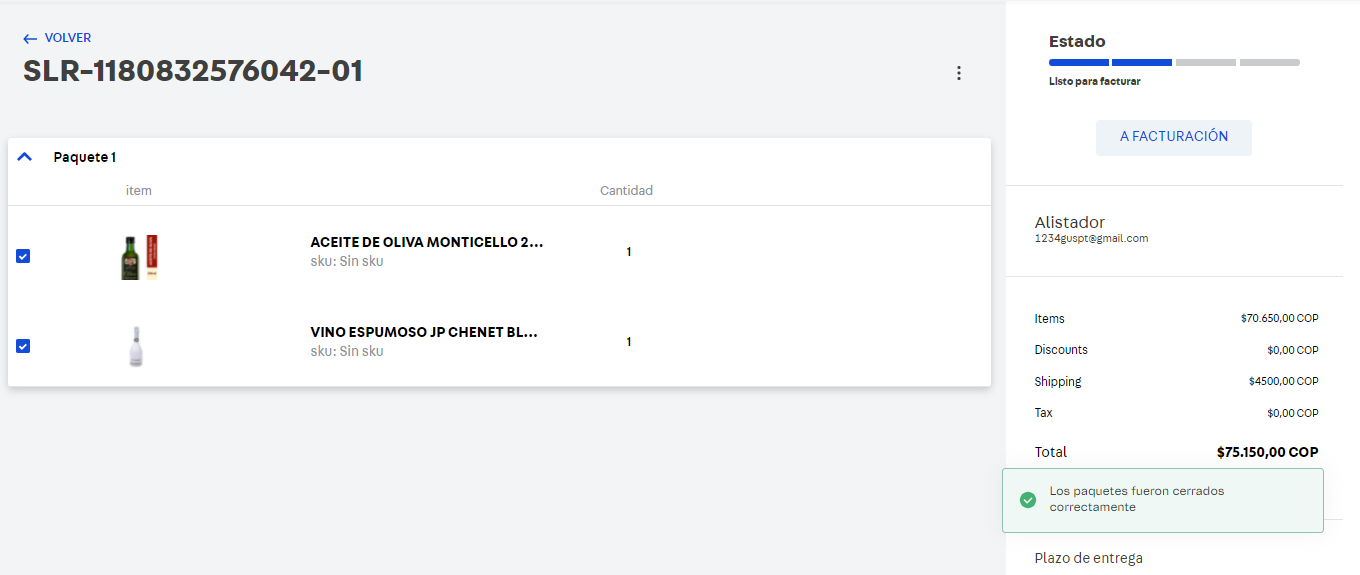 VOLVER
SLR-1180832576042-01
Paquete 1
item Cantidad
ACEITE DE OLIVA MONTICELLO 2...
sku: Sin sku
1
VINO ESPUMOSO JP CHENET BL...
sku: Sin sku
1
Estado
Listo para facturar
A FACTURACIÓN
Alistador
1234guspt@gmail.com
Items $70.650,00 COP
Discounts $0,00 COP
Shipping $4500,00 COP
Tax $0,00 COP
Total $75.150,00 COP
Los paquetes fueron cerrados
correctamente
Plazo de entrega